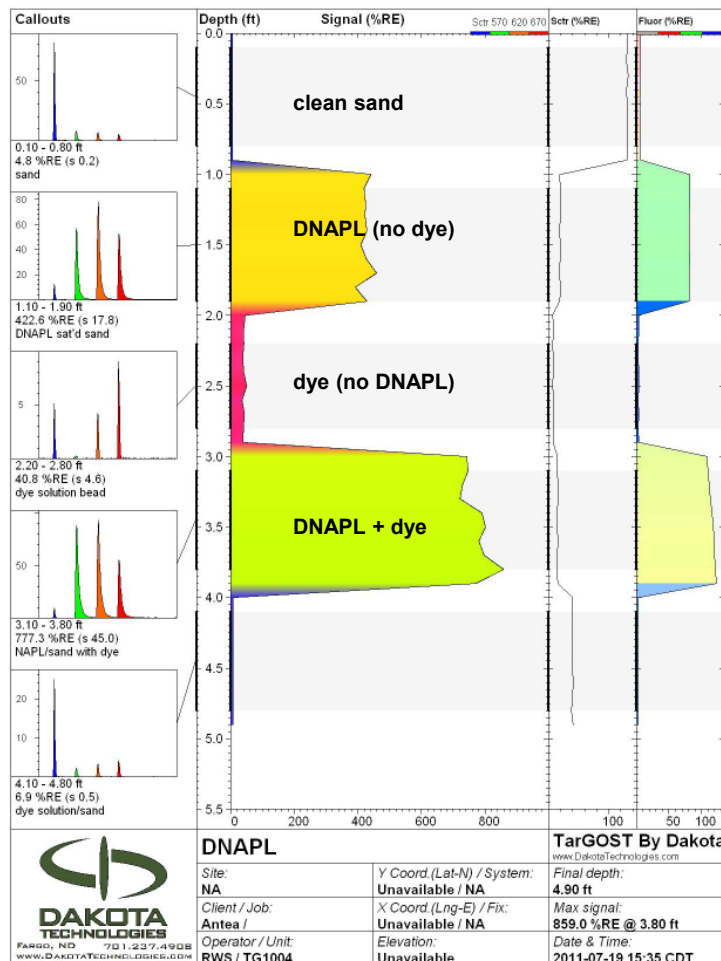 Callouts
Depth (ft)
Signal (%RE)
Sctr 570 620 670
Sctr (%RE)
Fluor (%RE)
50
0.10 - 0.80 ft
4.8 %RE (s 0.2)
sand
80
60
40
20
1.10 - 1.90 ft
422.6 %RE (s 17.8)
DNAPL sat'd sand
5
2.20 - 2.80 ft
40.8 %RE (s 4.6)
dye solution bead
50
3.10 - 3.80 ft
777.3 %RE (s 45.0)
NAPL/sand with dye
20
10
4.10 - 4.80 ft
6.9 %RE (s 0.5)
dye solution/sand
0.0
0.5
1.0
1.5
2.0
2.5
3.0
3.5
4.0
4.5
5.0
5.5
clean sand
DNAPL (no dye)
dye (no DNAPL)
DNAPL + dye
0 200 400 600 800
100
50 100
DAKOTA
TECHNOLOGIES
FARGO, ND 701.237.4908
WWW.DAKOTATECHNOLOGIES.COM
DNAPL
TarGOST By Dakota
www.DakotaTechnologies.com
Site:
NA
Y Coord.(Lat-N) / System:
Unavailable / NA
Final depth:
4.90 ft
Client / Job:
Antea /
X Coord.(Lng-E) / Fix:
Unavailable / NA
Max signal:
859.0 %RE @ 3.80 ft
Operator / Unit:
RWS / TG1004
Elevation:
Unavailable
Date & Time:
2011-07-19 15:35 CDT